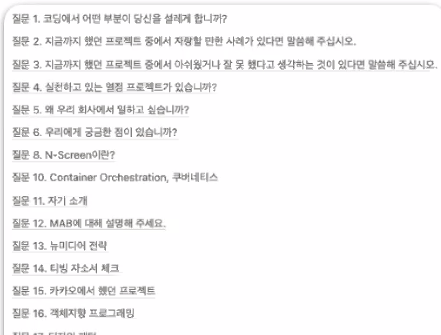 질문 1. 코딩에서 어떤 부분이 당신을 설레게 합니까?
질문 2. 지금까지 했던 프로젝트 중에서 자랑할 만한 사례가 있다면 말씀해 주십시오.
질문 3. 지금까지 했던 프로젝트 중에서 아쉬웠거나 잘 못 했다고 생각하는 것이 있다면 말씀해 주십시오.
질문 4. 실천하고 있는 열정 프로젝트가 있습니까?
질문 5. 왜 우리 회사에서 일하고 싶습니까?
질문 6. 우리에게 궁금한 점이 있습니까?
질문 8. N-Screen이란?
질문 10. Container Orchestration, 쿠버네티스
질문 11. 자기 소개
질문 12. MAB에 대해 설명해 주세요.
질문 13. 뉴미디어 전략
질문 14. 티빙 자소서 체크
질문 15. 카카오에서 했던 프로젝트
질문 16. 객체지향 프로그래밍